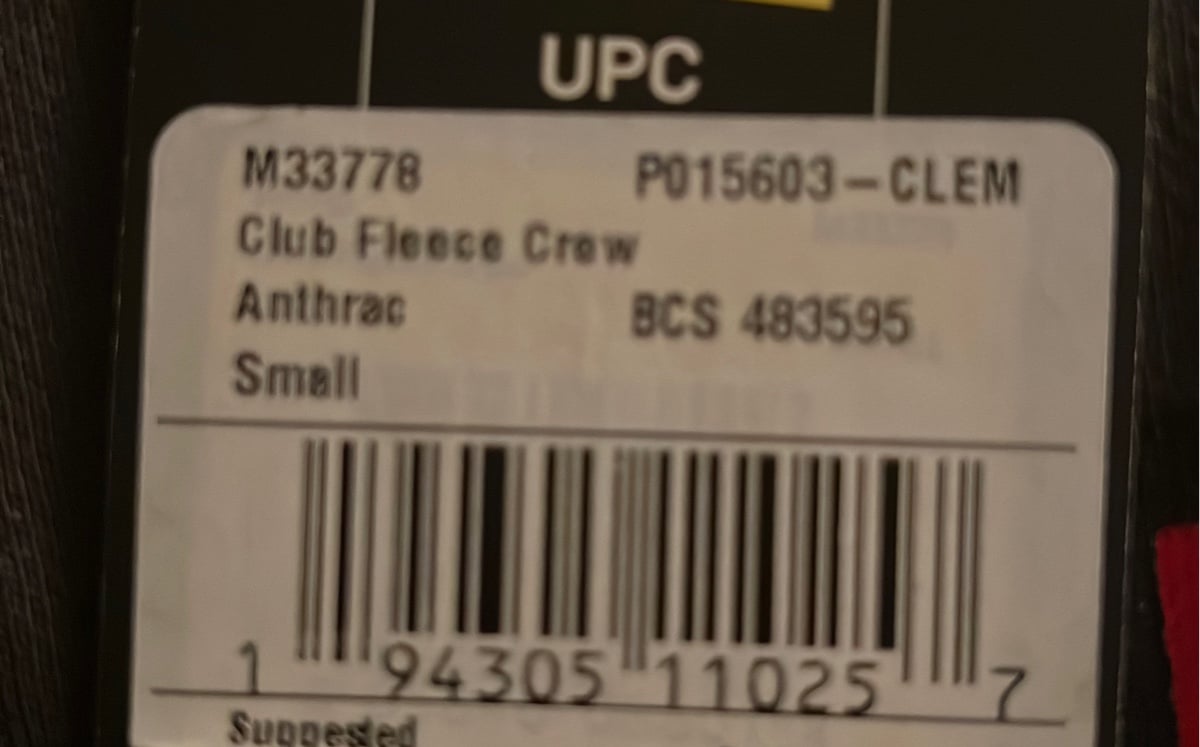 UPC
M33778 P015603-CLEM
Club Fleece Crew
Anthrac BCS 483595
Small
1 94305 11025 7
Suggested